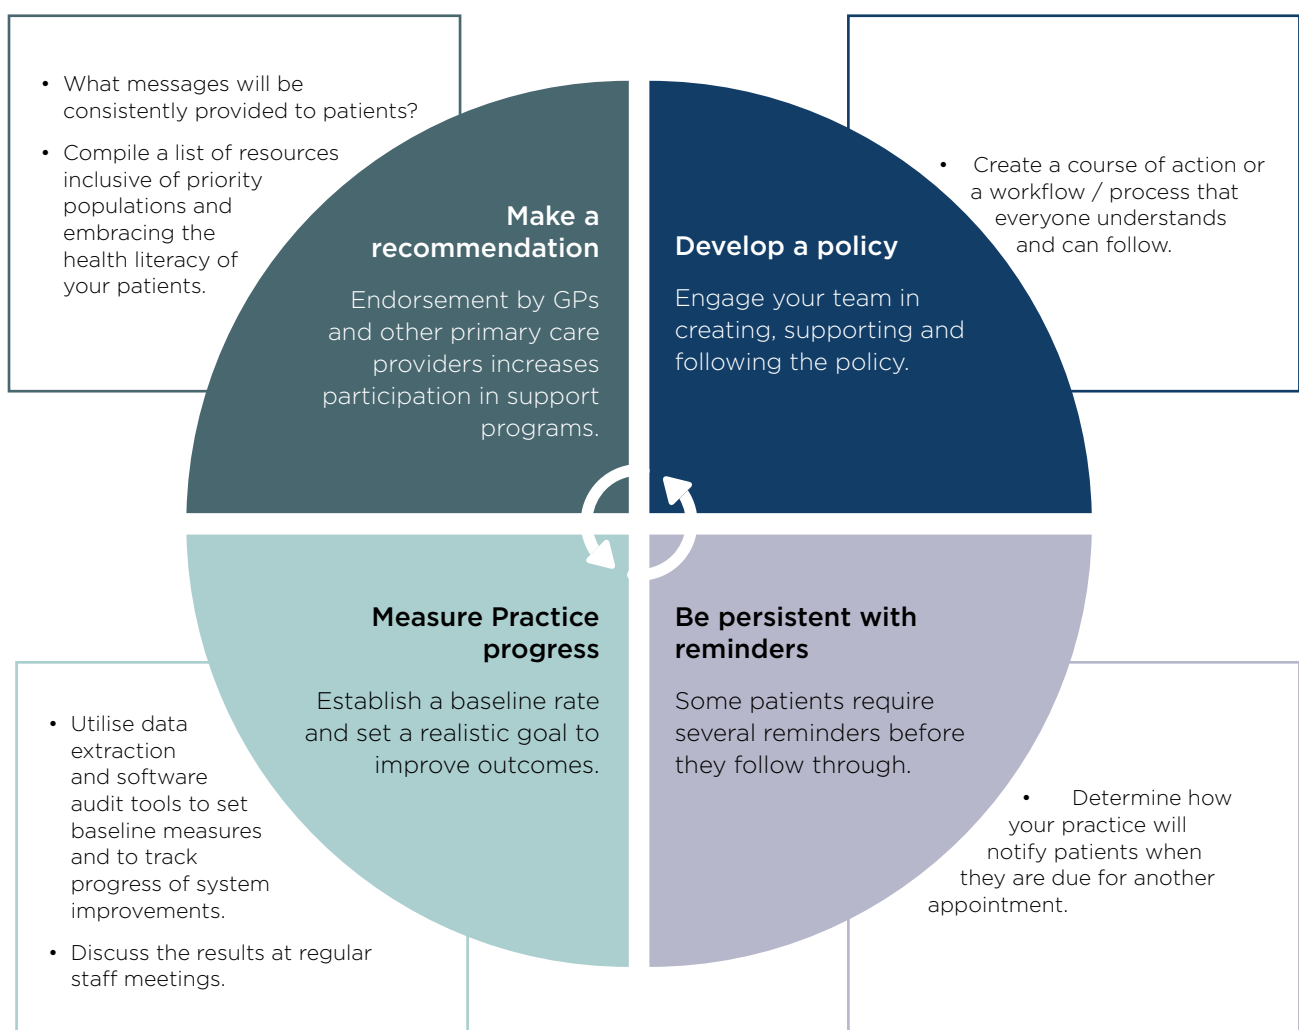 • What messages will be
consistently provided to patients?
• Compile a list of resources
inclusive of priority
populations and
embracing the
health literacy of
your patients.
Make a
recommendation
Endorsement by GPs
and other primary care
providers increases
participation in support
programs.
Develop a policy
Engage your team in
creating, supporting and
following the policy.
• Create a course of action or
a workflow / process that
everyone understands
and can follow.
Measure Practice
progress
Establish a baseline rate
and set a realistic goal to
improve outcomes.
• Utilise data
extraction
and software
audit tools to set
baseline measures
and to track
progress of system
improvements.
• Discuss the results at regular
staff meetings.
Be persistent with
reminders
Some patients require
several reminders before
they follow through.
• Determine how
your practice will
notify patients when
they are due for another
appointment.